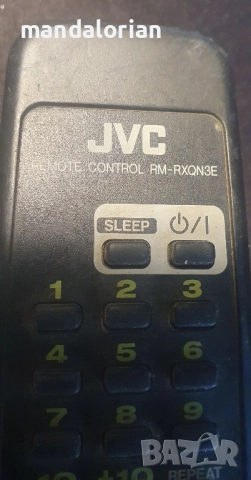 mandalorian
JVC
REMOTE CONTROL RM-RXQN3E
SLEEP ⏻/I
1 2 3
4 5 6
7 8 9
10 +10 REPEAT
BAZAR